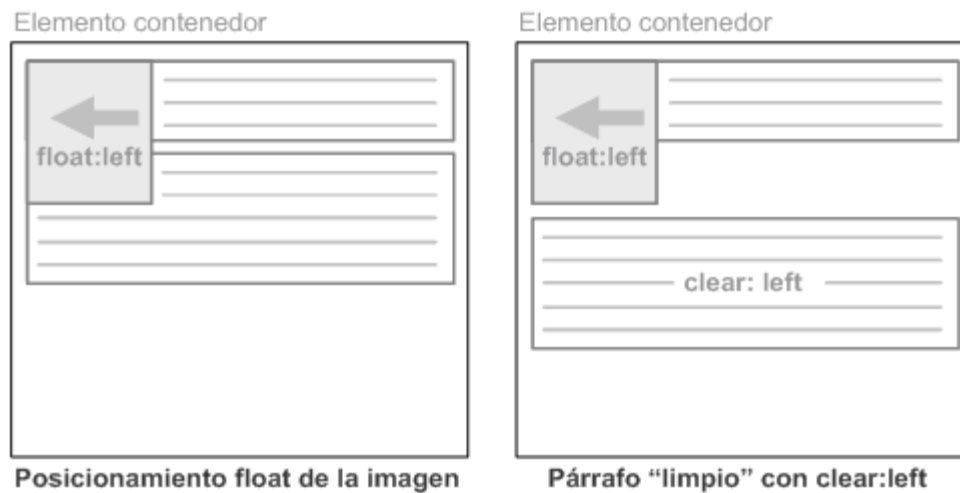 Elemento contenedor
float:left
Posicionamiento float de la imagen
Elemento contenedor
float:left
clear: left
Párrafo “limpio” con clear:left